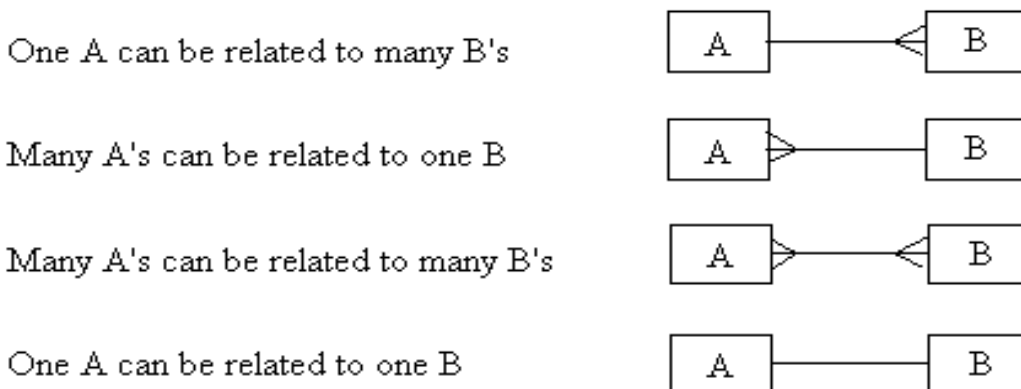 One A can be related to many B's
A B
Many A's can be related to one B
A B
Many A's can be related to many B's
A B
One A can be related to one B
A B